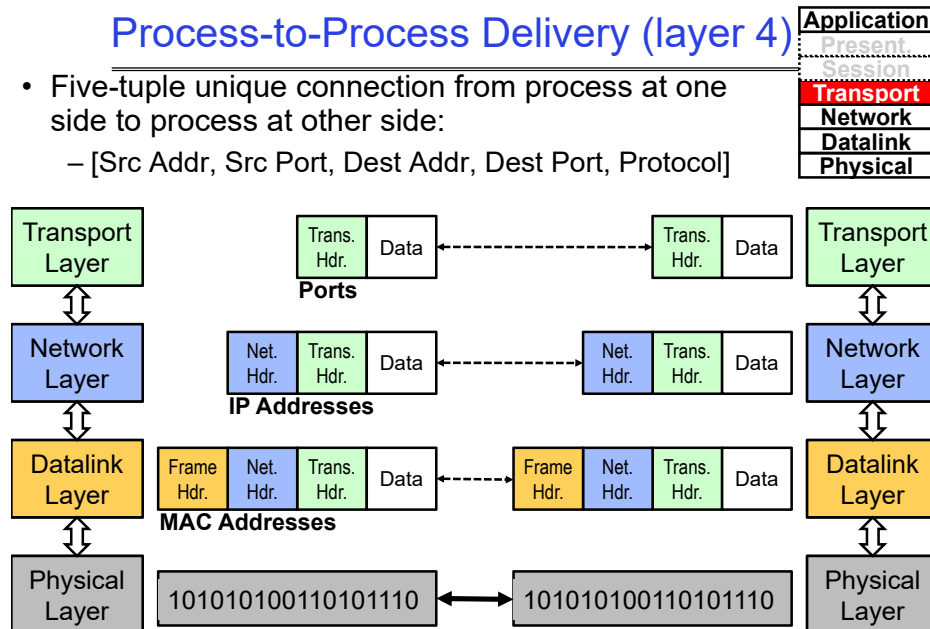 Process-to-Process Delivery (layer 4)
Application
Present.
Session
Transport
Network
Datalink
Physical
• Five-tuple unique connection from process at one
side to process at other side:
– [Src Addr, Src Port, Dest Addr, Dest Port, Protocol]
Transport
Layer
Trans.
Hdr.
Data
Ports
Trans.
Hdr.
Data
Transport
Layer
Network
Layer
Net.
Hdr.
Trans.
Hdr.
Data
IP Addresses
Net.
Hdr.
Trans.
Hdr.
Data
Network
Layer
Datalink
Layer
Frame
Hdr.
Net.
Hdr.
Trans.
Hdr.
Data
MAC Addresses
Frame
Hdr.
Net.
Hdr.
Trans.
Hdr.
Data
Datalink
Layer
Physical
Layer
101010100110101110
101010100110101110
Physical
Layer